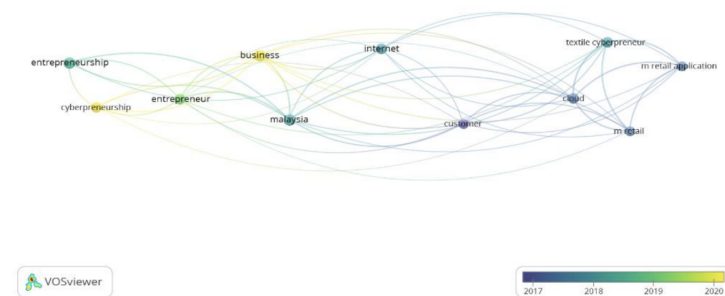 internet
textile cyberpreneur
business
entrepreneurship
m retail application
cyberpreneurship
entrepreneur
cloud
malaysia
customer
m retail
VOSviewer
2017 2018 2019 2020